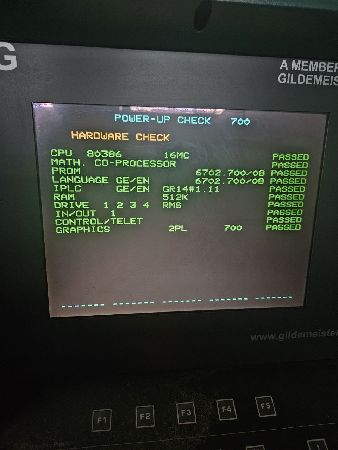 G
A MEMBER
GILDEMEIST
POWER-UP CHECK 700
HARDWARE CHECK
CPU 80386 16MC PASSED
MATH. CO-PROCESSOR PASSED
PROM 6702.700/08 PASSED
LANGUAGE GE/EN 6702.700/08 PASSED
IPLC GE/EN GR14#1.11 PASSED
RAM 512K PASSED
DRIVE 1 2 3 4 RMS PASSED
IN/OUT 1 PASSED
CONTROL/TELET PASSED
GRAPHICS 2PL 700 PASSED
www.gildemeister
F1 F2 F3 F4 F5